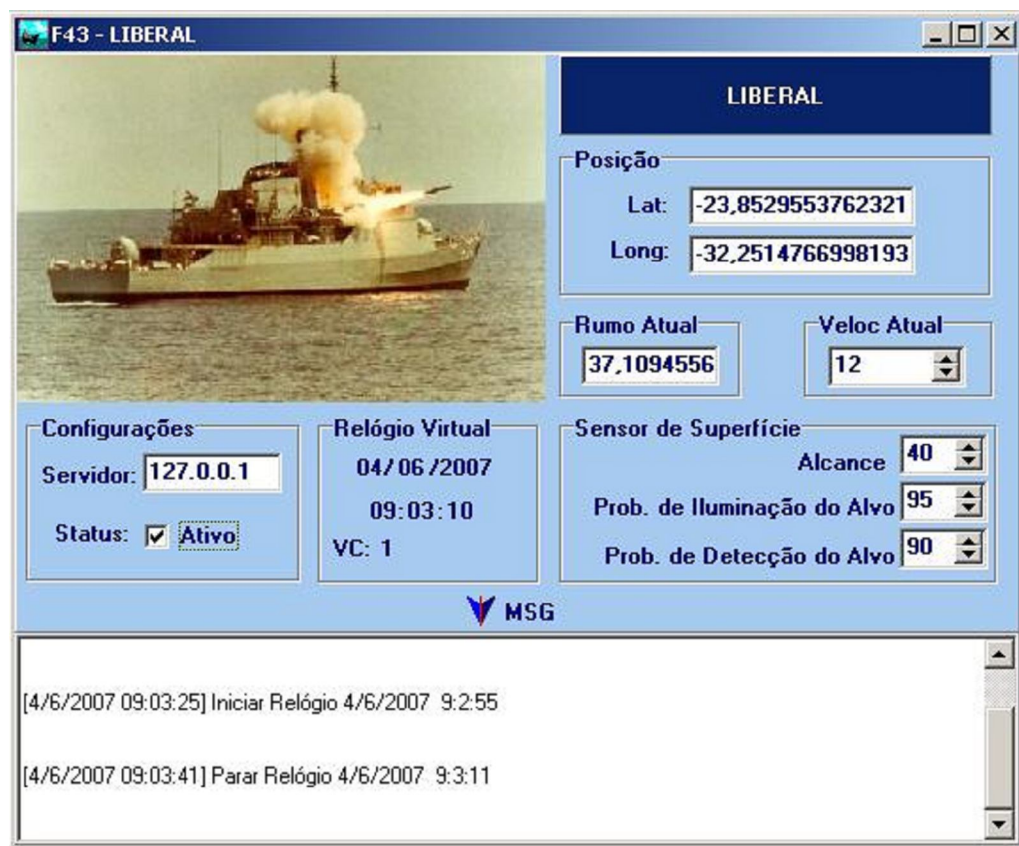 F43 - LIBERAL
LIBERAL
Posição
Lat: -23,8529553762321
Long: -32,2514766998193
Rumo Atual
37,1094556
Veloc Atual
12
Configurações
Servidor: 127.0.0.1
Status: Ativo
Relógio Virtual
04/06/2007
09:03:10
VC: 1
Sensor de Superfície
Alcance 40
Prob. de Iluminação do Alvo 95
Prob. de Detecção do Alvo 90
MSG
[4/6/2007 09:03:25] Iniciar Relógio 4/6/2007 9:2:55
[4/6/2007 09:03:41] Parar Relógio 4/6/2007 9:3:11